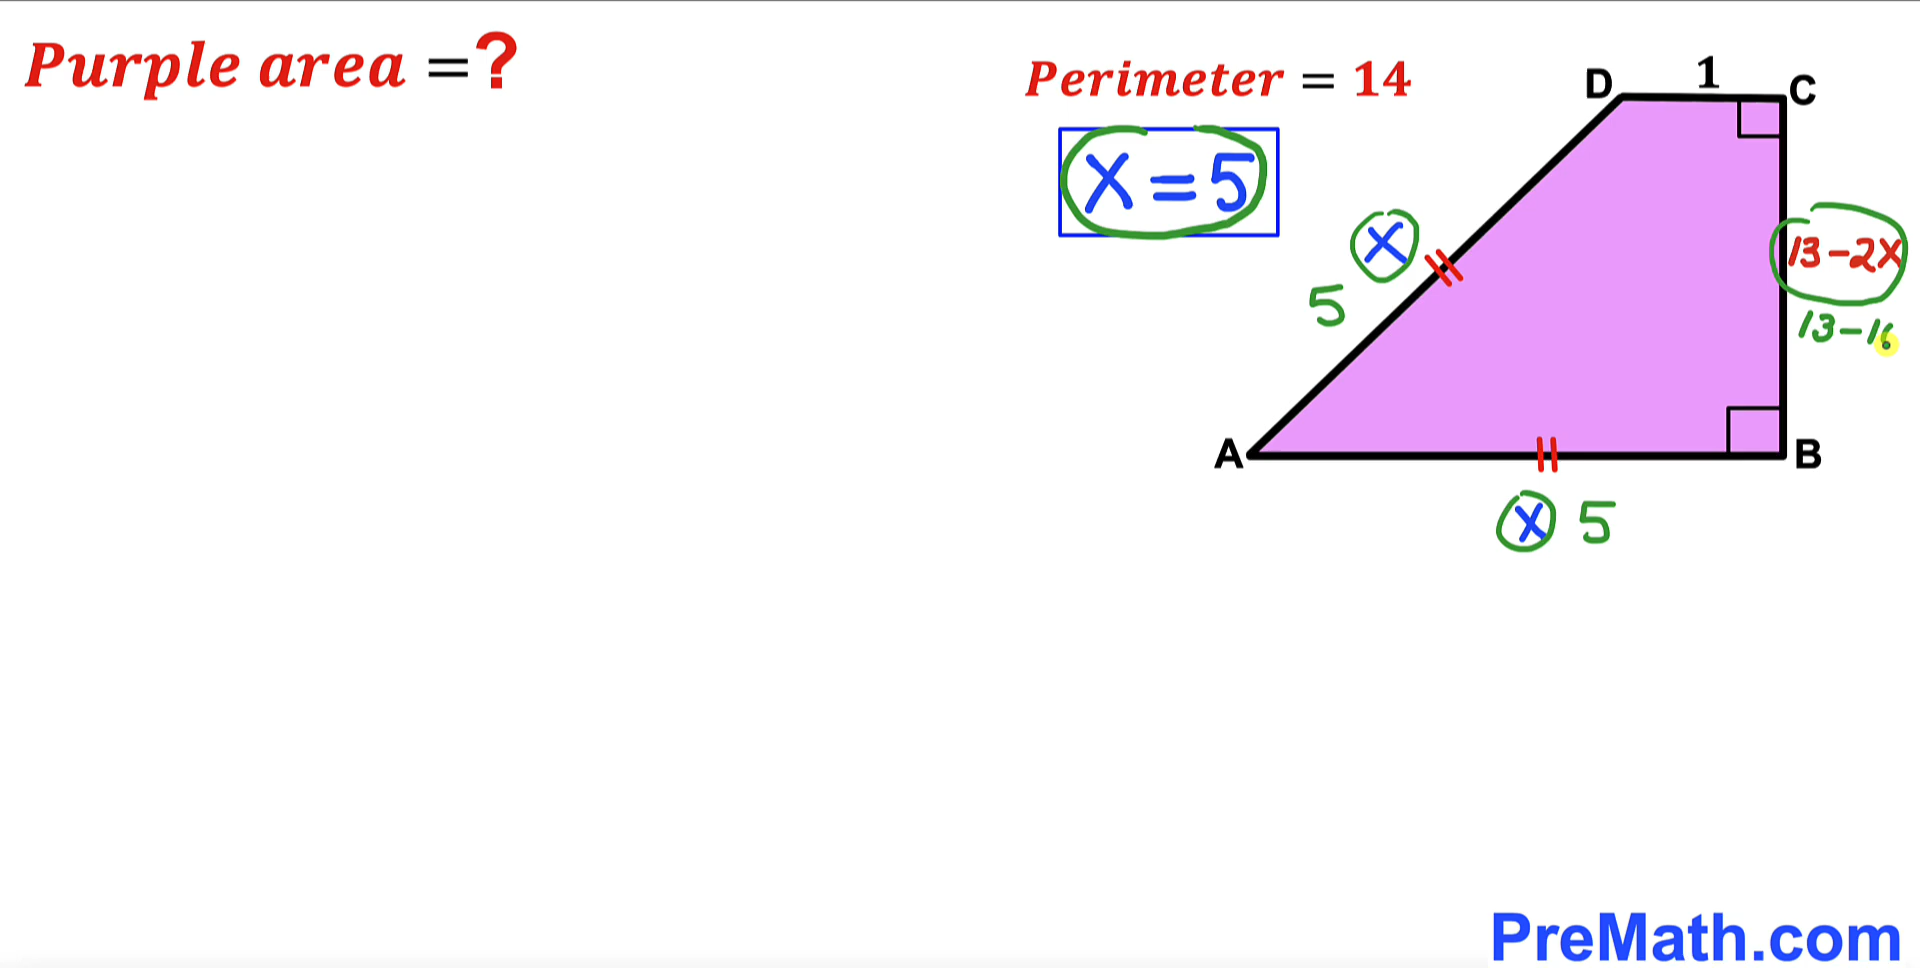 Purple area =?
Perimeter = 14
D
1
C
X = 5
X
5
13-2X
13-1
A
B
X 5
PreMath.com